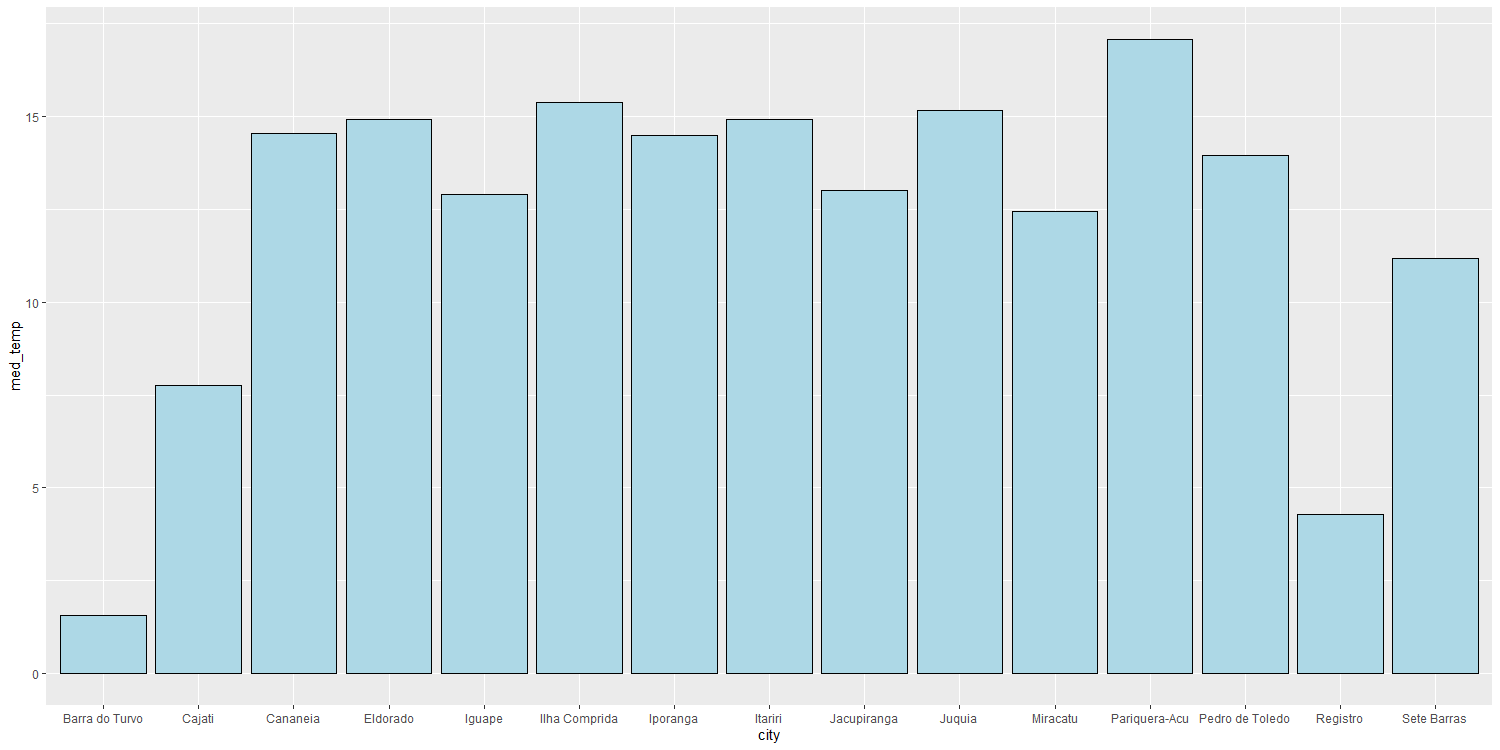 med_temp
15
10
5
0
Barra do Turvo Cajati Cananeia Eldorado Iguape Ilha Comprida Iporanga Itariri Jacupiranga Juquia Miracatu Pariquera-Acu Pedro de Toledo Registro Sete Barras
city